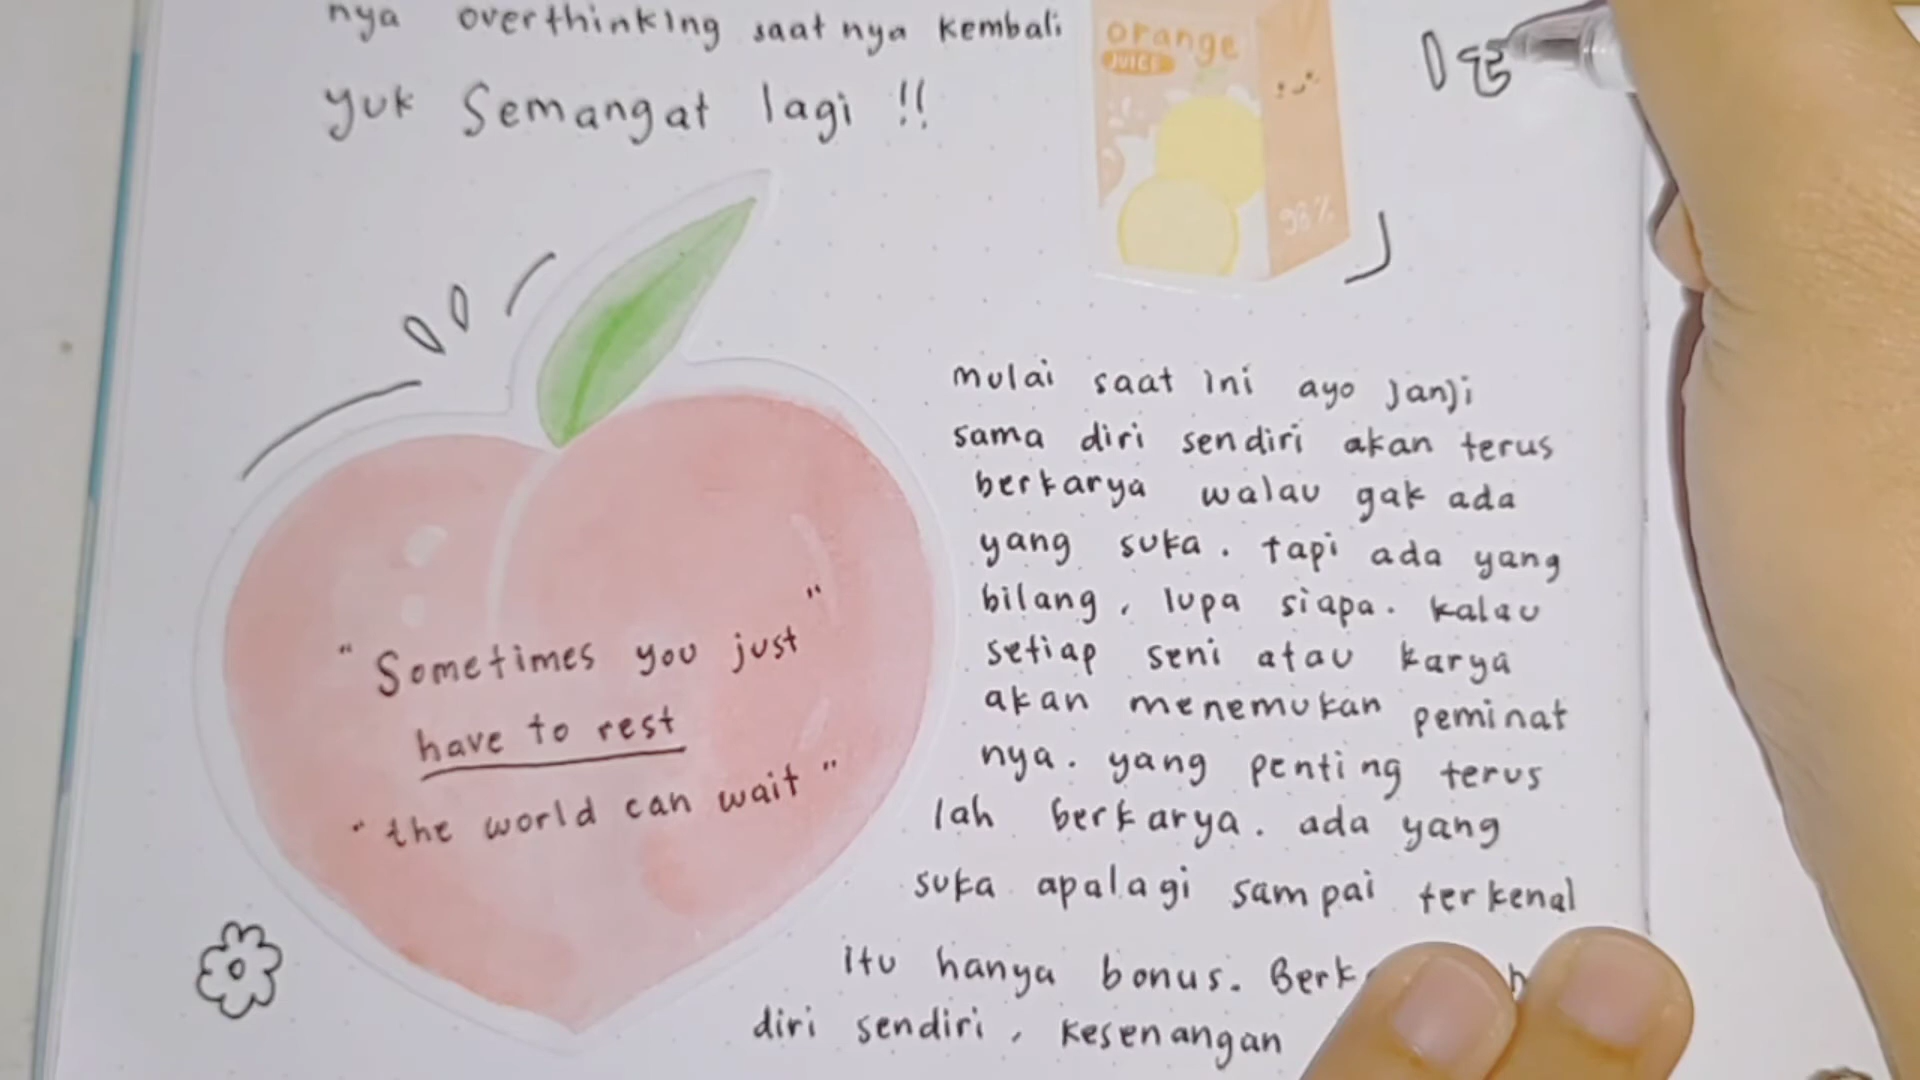 nya overthinking saat nya kembali
yuk Semangat lagi !!
orange
JUICE
98%
mulai saat ini ayo Janji
sama diri sendiri akan terus
berkarya walau gak ada
yang suka. tapi ada yang
bilang, lupa siapa. kalau
setiap seni atau karya
akan menemukan peminat
nya. yang penting terus
lah berkarya. ada yang
suka apalagi sampai terkenal
itu hanya bonus.
diri sendiri, kesenangan
"Sometimes you just"
have to rest
"the world can wait"